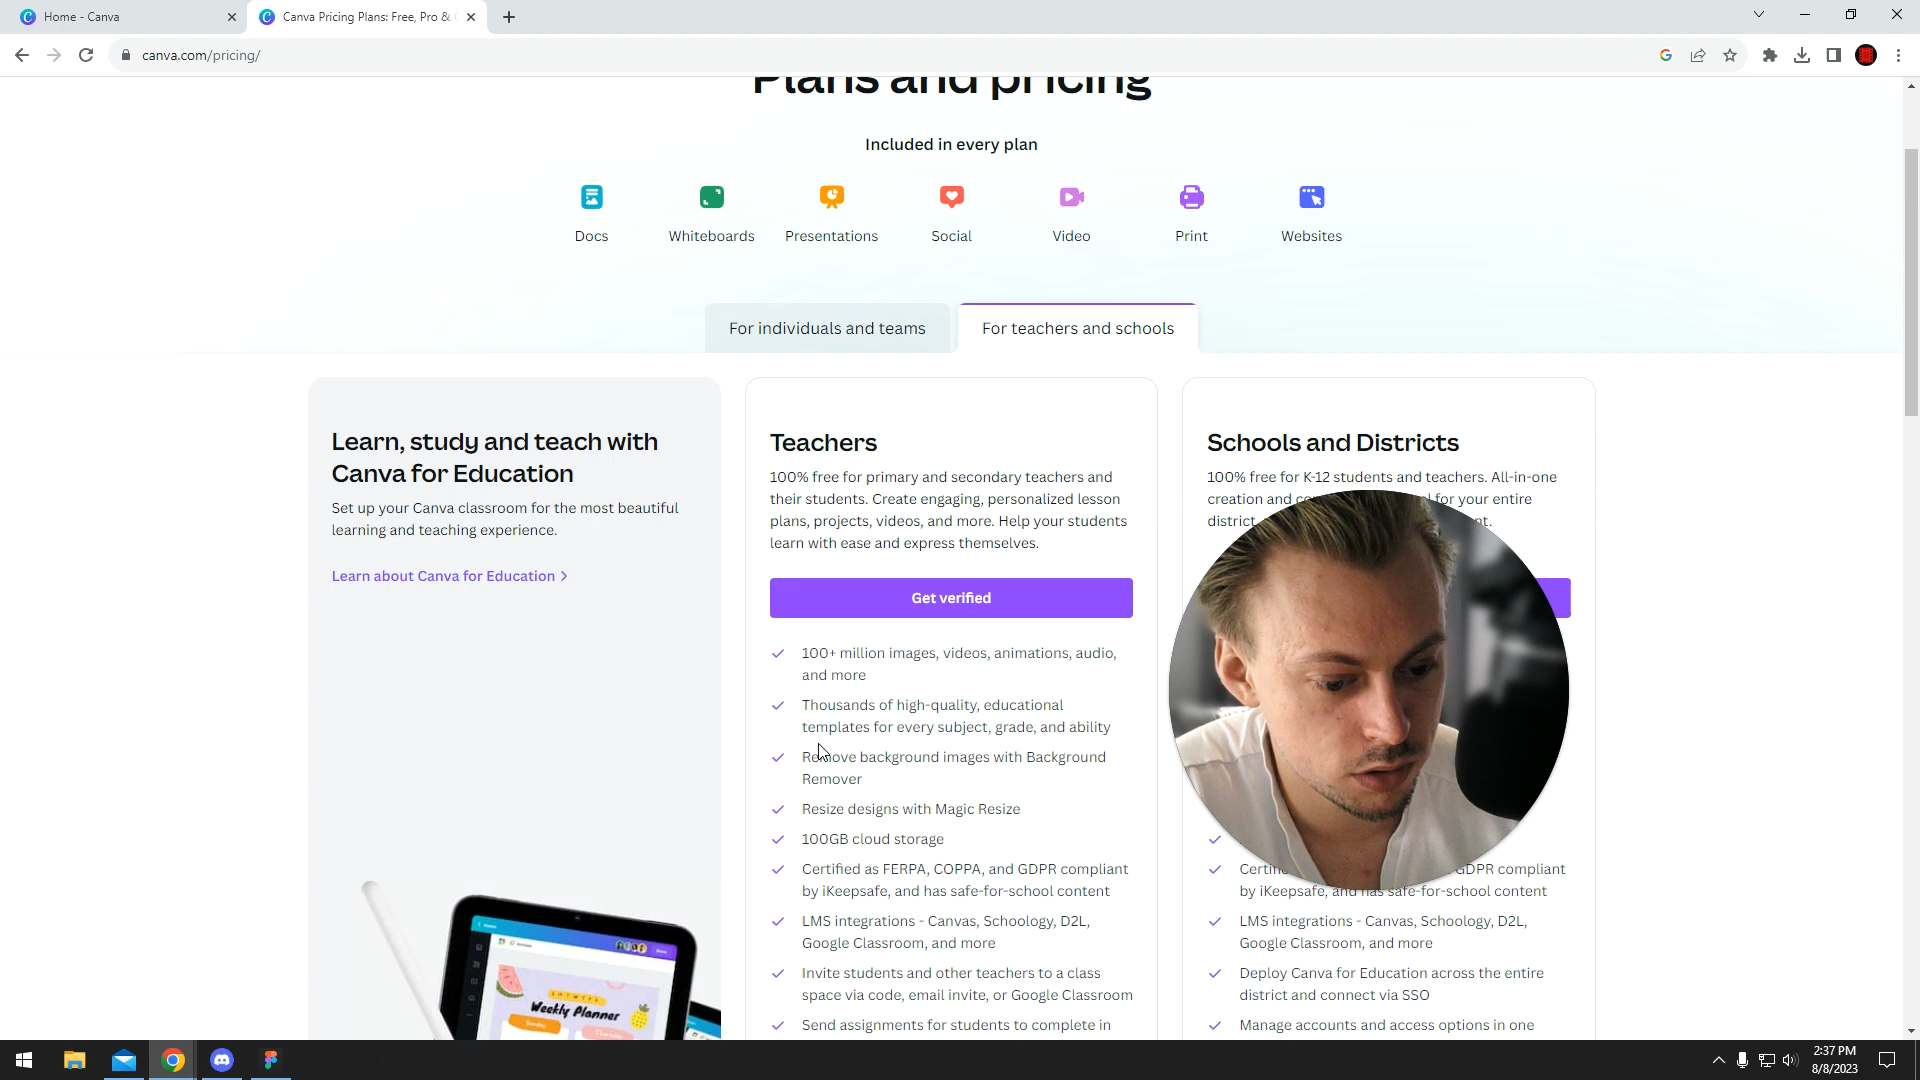 Home - Canva
Canva Pricing Plans: Free, Pro &
canva.com/pricing/
Plans and pricing
Included in every plan
Docs
Whiteboards
Presentations
Social
Video
Print
Websites
For individuals and teams
For teachers and schools
Learn, study and teach with
Canva for Education
Set up your Canva classroom for the most beautiful
learning and teaching experience.
Learn about Canva for Education >
Weekly Planner
Sunday
Teachers
100% free for primary and secondary teachers and
their students. Create engaging, personalized lesson
plans, projects, videos, and more. Help your students
learn with ease and express themselves.
Get verified
100+ million images, videos, animations, audio,
and more
Thousands of high-quality, educational
templates for every subject, grade, and ability
Remove background images with Background
Remover
Resize designs with Magic Resize
100GB cloud storage
Certified as FERPA, COPPA, and GDPR compliant
by iKeepsafe, and has safe-for-school content
LMS integrations - Canvas, Schoology, D2L,
Google Classroom, and more
Invite students and other teachers to a class
space via code, email invite, or Google Classroom
Send assignments for students to complete in
Schools and Districts
100% free for K-12 students and teachers. All-in-one
creation and for your entire
district,
GDPR compliant
by iKeepsafe, and has safe-for-school content
LMS integrations - Canvas, Schoology, D2L,
Google Classroom, and more
Deploy Canva for Education across the entire
district and connect via SSO
Manage accounts and access options in one
2:37 PM
8/8/2023